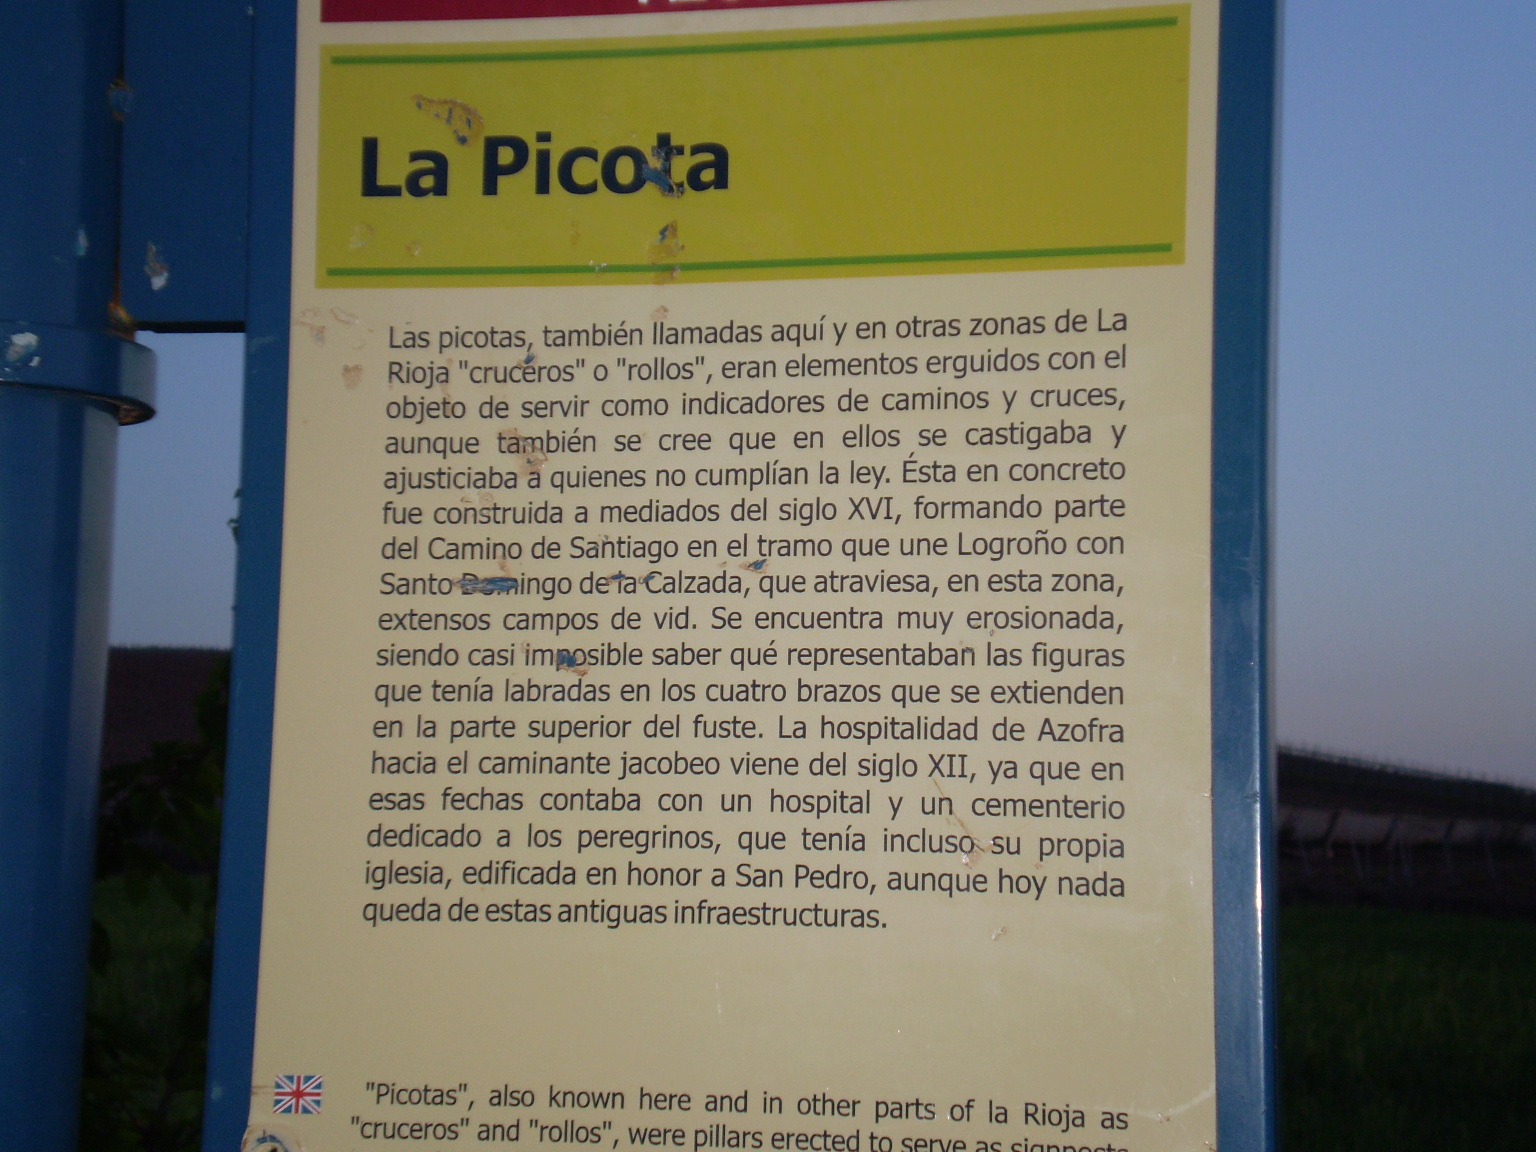 La Picota
Las picotas, también llamadas aquí y en otras zonas de La
Rioja "cruceros" o "rollos", eran elementos erguidos con el
objeto de servir como indicadores de caminos y cruces,
aunque también se cree que en ellos se castigaba y
ajusticiaba a quienes no cumplían la ley. Ésta en concreto
fue construida a mediados del siglo XVI, formando parte
del Camino de Santiago en el tramo que une Logroño con
Santo Domingo de la Calzada, que atraviesa, en esta zona,
extensos campos de vid. Se encuentra muy erosionada,
siendo casi imposible saber qué representaban las figuras
que tenía labradas en los cuatro brazos que se extienden
en la parte superior del fuste. La hospitalidad de Azofra
hacia el caminante jacobeo viene del siglo XII, ya que en
esas fechas contaba con un hospital y un cementerio
dedicado a los peregrinos, que tenía incluso su propia
iglesia, edificada en honor a San Pedro, aunque hoy nada
queda de estas antiguas infraestructuras.
"Picotas", also known here and in other parts of la Rioja as
"cruceros" and "rollos", were pillars erected to serve as signposts